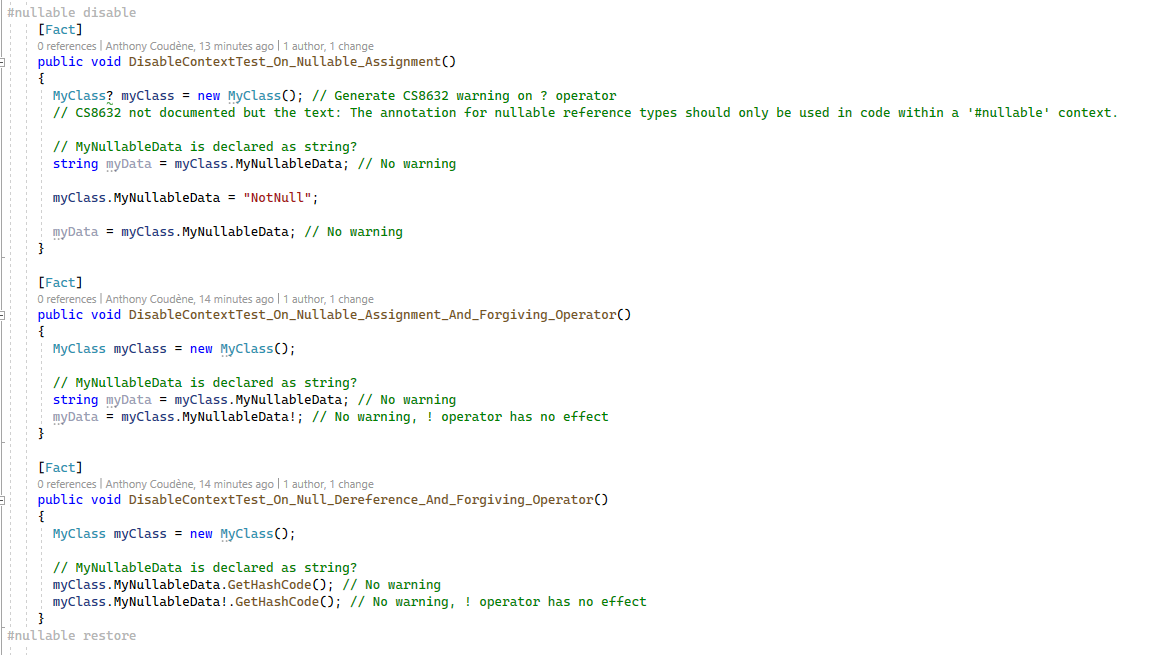 #nullable disable
[Fact]
0 references | Anthony Coudène, 13 minutes ago | 1 author, 1 change
public void DisableContextTest_On_Nullable_Assignment()
{
MyClass? myClass = new MyClass(); // Generate CS8632 warning on ? operator
// CS8632 not documented but the text: The annotation for nullable reference types should only be used in code within a '#nullable' context.
// MyNullableData is declared as string?
string myData = myClass.MyNullableData; // No warning
myClass.MyNullableData = "NotNull";
myData = myClass.MyNullableData; // No warning
}
[Fact]
0 references | Anthony Coudène, 14 minutes ago | 1 author, 1 change
public void DisableContextTest_On_Nullable_Assignment_And_Forgiving_Operator()
{
MyClass myClass = new MyClass();
// MyNullableData is declared as string?
string myData = myClass.MyNullableData; // No warning
myData = myClass.MyNullableData!; // No warning, ! operator has no effect
}
[Fact]
0 references | Anthony Coudène, 14 minutes ago | 1 author, 1 change
public void DisableContextTest_On_Null_Dereference_And_Forgiving_Operator()
{
MyClass myClass = new MyClass();
// MyNullableData is declared as string?
myClass.MyNullableData.GetHashCode(); // No warning
myClass.MyNullableData!.GetHashCode(); // No warning, ! operator has no effect
}
#nullable restore